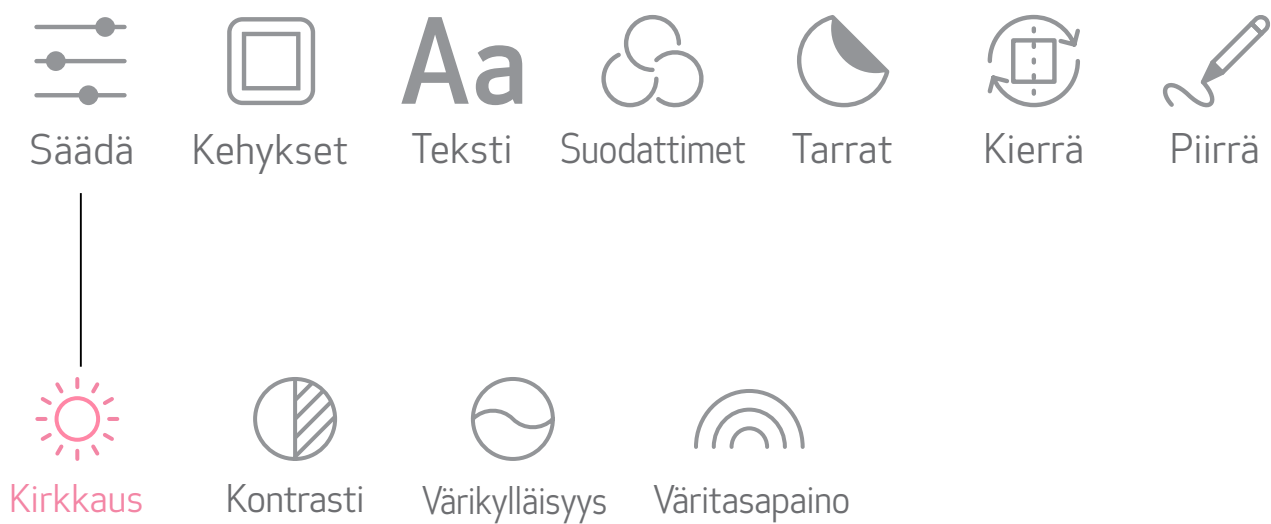 Aa
Säädä Kehykset Teksti Suodattimet Tarrat Kierrä Piirrä
Kirkkaus Kontrasti Värikylläisyys Väritasapaino